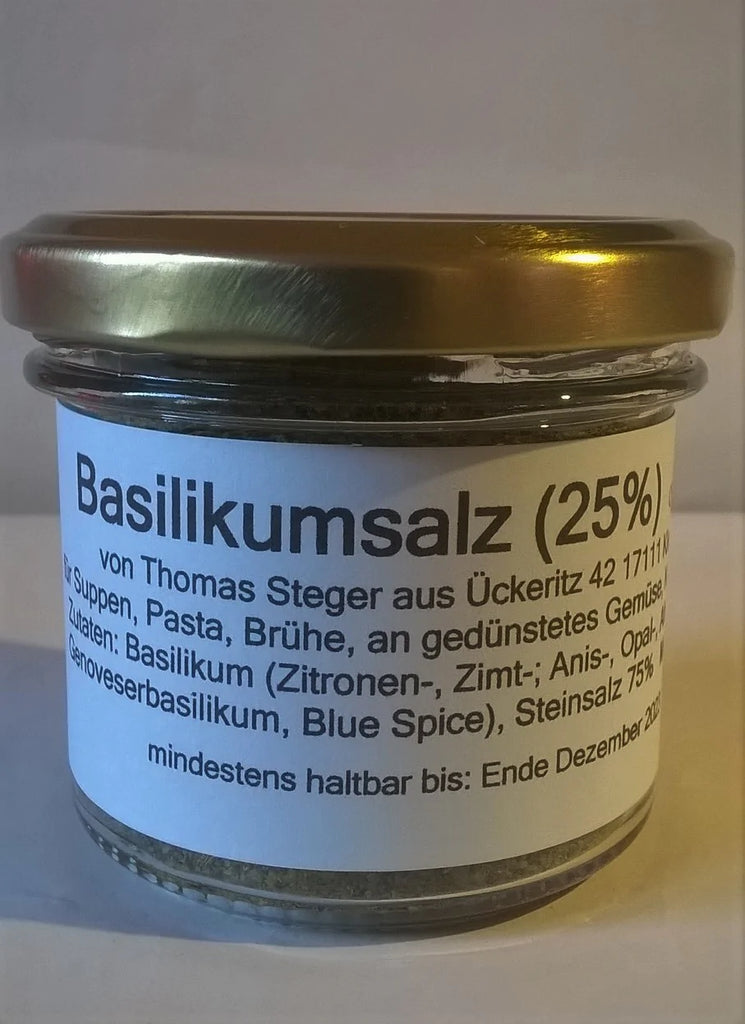 Basilikumsalz (25%)
von Thomas Steger aus Ückeritz 42 17111
Suppen, Pasta, Brühe, an gedünstetes Gemüse,
Zutaten: Basilikum (Zitronen-, Zimt-; Anis-, Opal-,
Genoveserbasilikum, Blue Spice), Steinsalz 75%
mindestens haltbar bis: Ende Dezember